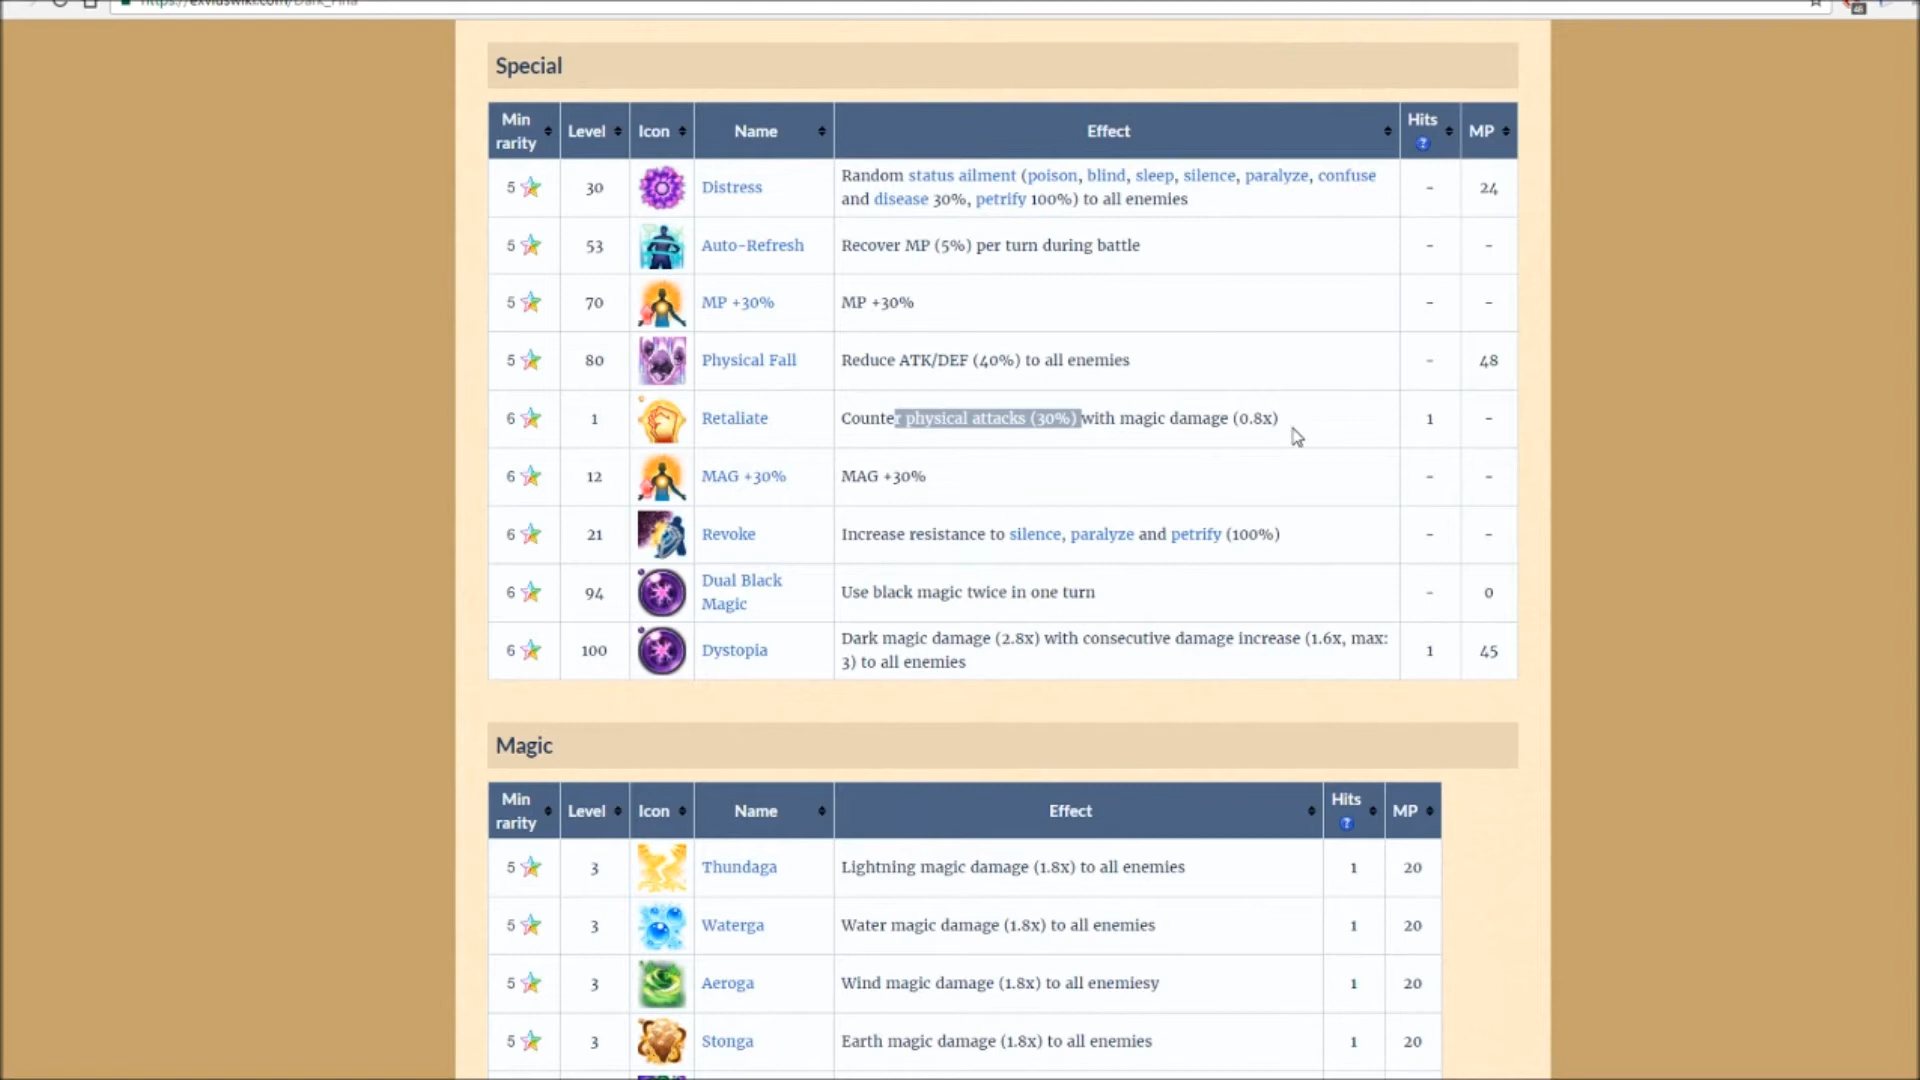 https://exviuswiki.com/Dark_Fina
46
Special
Min rarity Level Icon Name Effect Hits MP
5 30 Distress Random status ailment (poison, blind, sleep, silence, paralyze, confuse
and disease 30%, petrify 100%) to all enemies - 24
5 53 Auto-Refresh Recover MP (5%) per turn during battle - -
5 70 MP +30% MP +30% - -
5 80 Physical Fall Reduce ATK/DEF (40%) to all enemies - 48
6 1 Retaliate Counter physical attacks (30%) with magic damage (0.8x) 1 -
6 12 MAG +30% MAG +30% - -
6 21 Revoke Increase resistance to silence, paralyze and petrify (100%) - -
6 94 Dual Black
Magic Use black magic twice in one turn - 0
6 100 Dystopia Dark magic damage (2.8x) with consecutive damage increase (1.6x, max:
3) to all enemies 1 45
Magic
Min rarity Level Icon Name Effect Hits MP
5 3 Thundaga Lightning magic damage (1.8x) to all enemies 1 20
5 3 Waterga Water magic damage (1.8x) to all enemies 1 20
5 3 Aeroga Wind magic damage (1.8x) to all enemiesy 1 20
5 3 Stonga Earth magic damage (1.8x) to all enemies 1 20